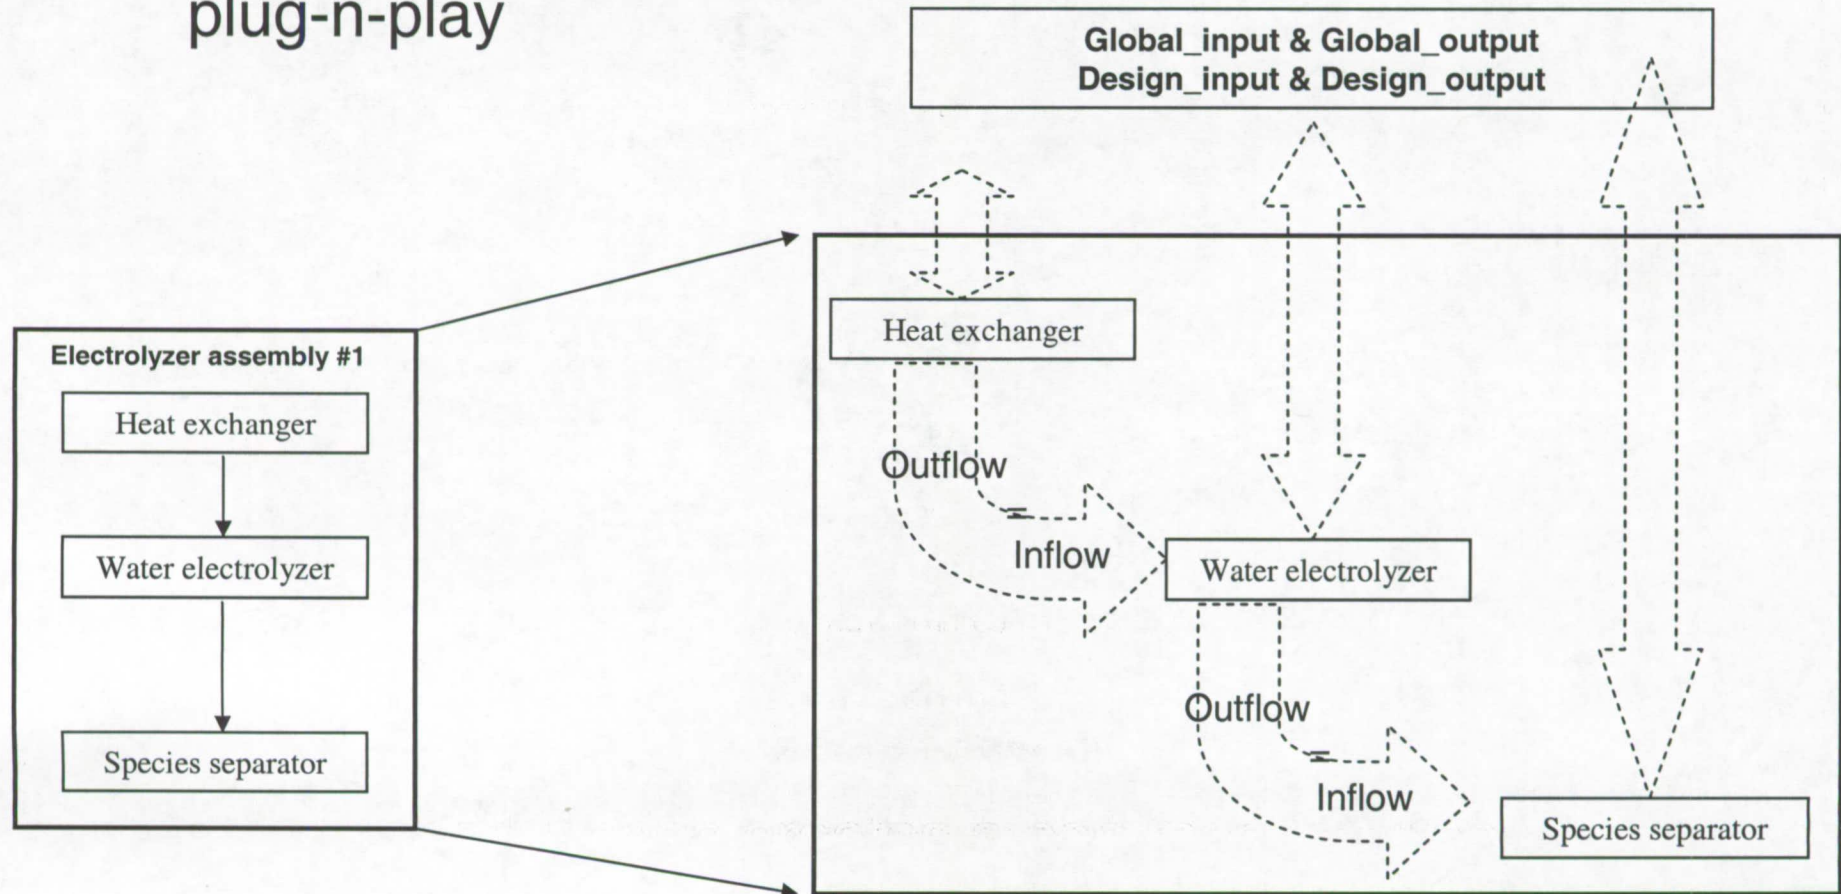 plug-n-play
Global_input & Global_output
Design_input & Design_output
Electrolyzer assembly #1
Heat exchanger
Water electrolyzer
Species separator
Heat exchanger
Outflow
=
Inflow
Water electrolyzer
Outflow
=
Inflow
Species separator